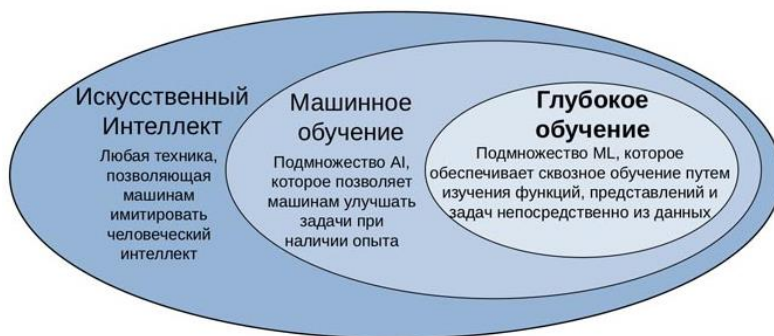 Искусственный
Интеллект
Любая техника,
позволяющая
машинам
имитировать
человеческий
интеллект
Машинное
обучение
Подмножество AI,
которое позволяет
машинам улучшать
задачи при
наличии опыта
Глубокое
обучение
Подмножество ML, которое
обеспечивает сквозное обучение путем
изучения функций, представлений и
задач непосредственно из данных